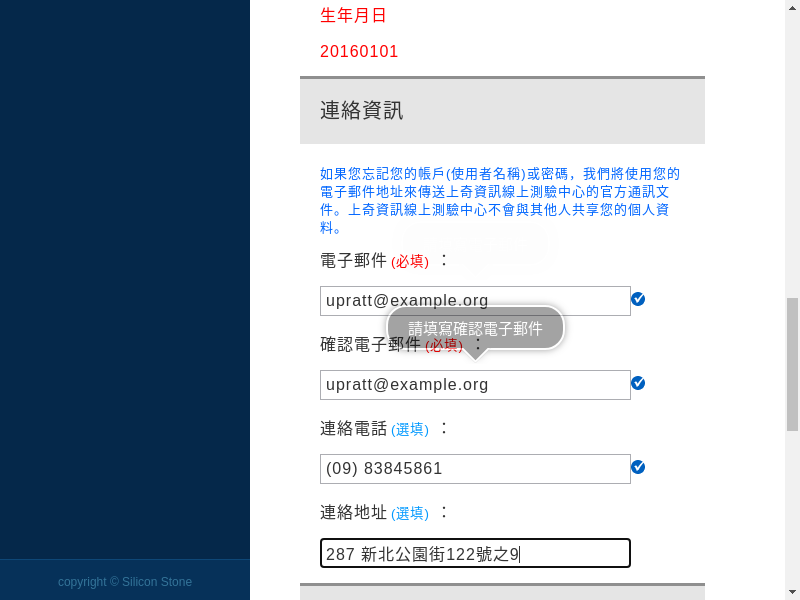 生年月日
20160101
連絡資訊
如果您忘記您的帳戶(使用者名稱)或密碼，我們將使用您的
電子郵件地址來傳送上奇資訊線上測驗中心的官方通訊文
件。上奇資訊線上測驗中心不會與其他人共享您的個人資
料。
電子郵件 (必填) ：
upratt@example.org
請填寫確認電子郵件
確認電子郵件 (必填) ：
upratt@example.org
連絡電話 (選填) ：
(09) 83845861
連絡地址 (選填) ：
287 新北公園街122號之9
copyright © Silicon Stone